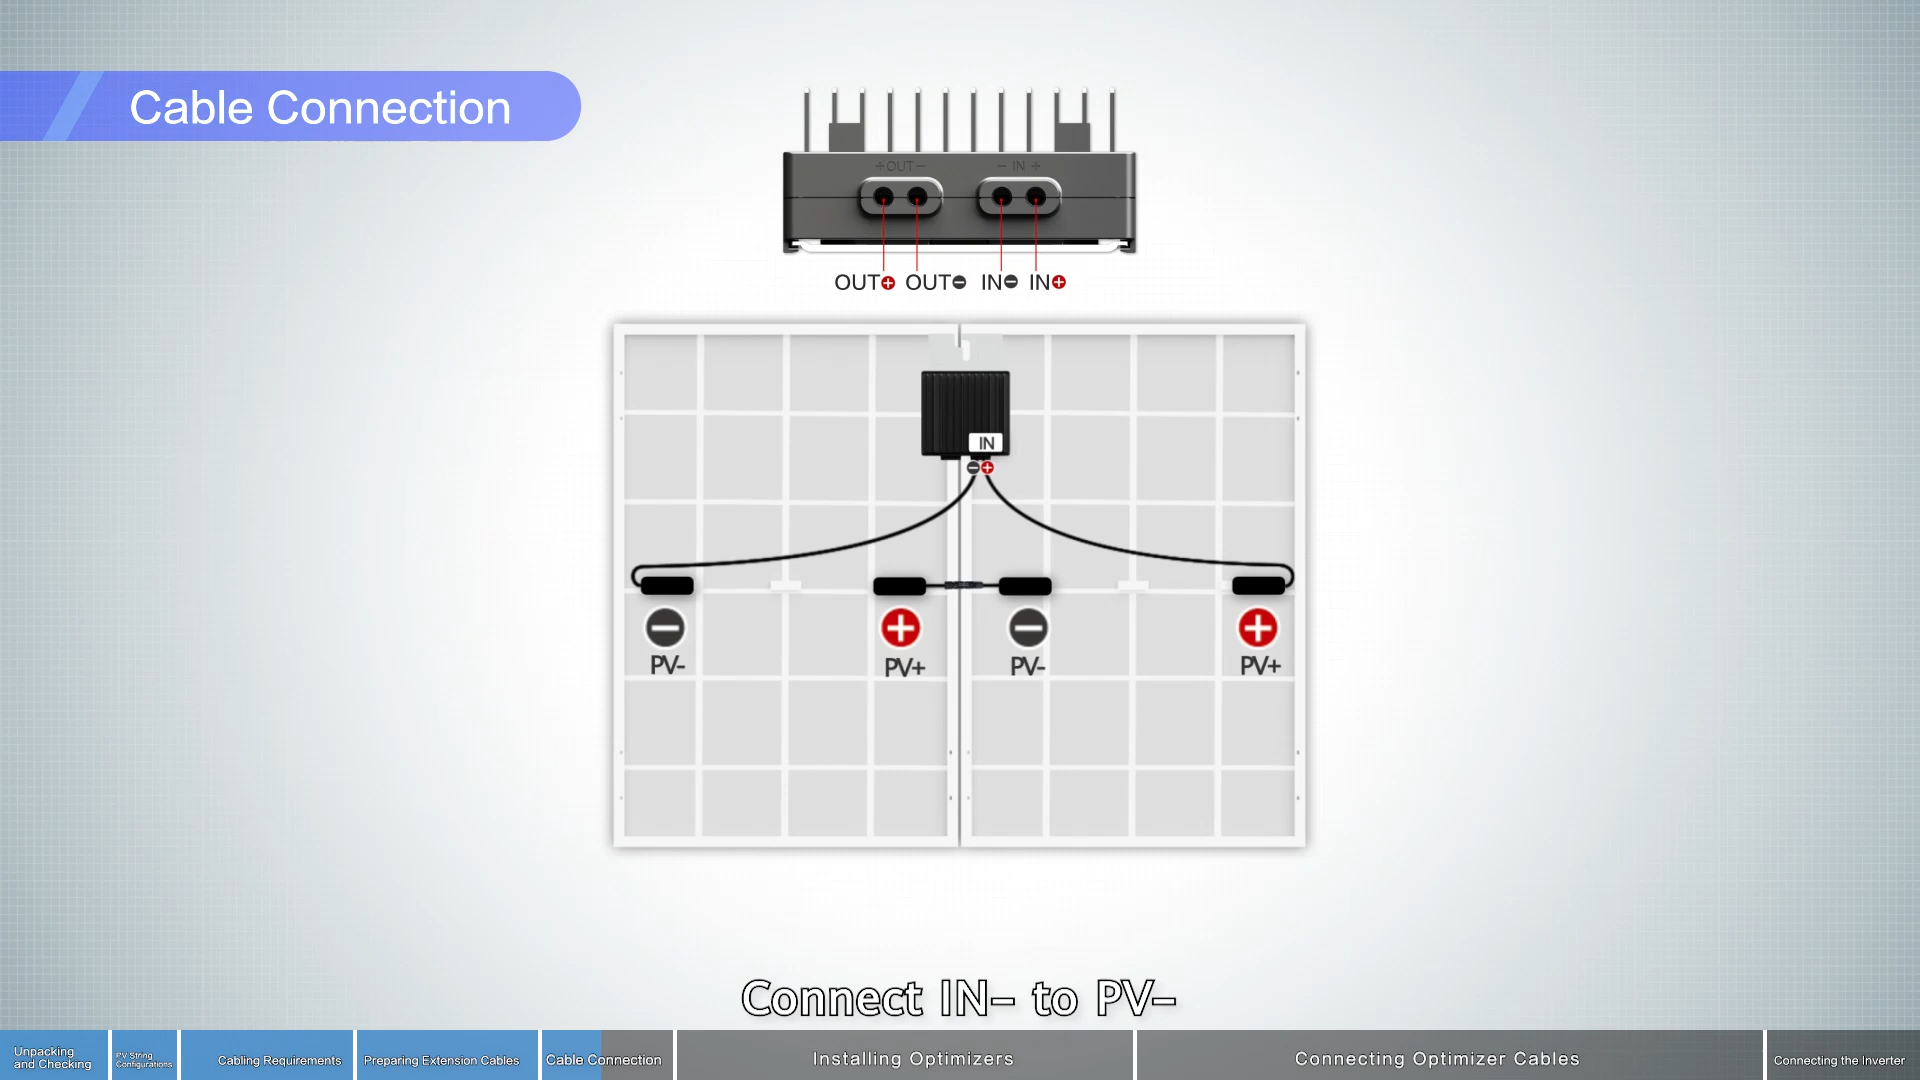 Cable Connection
+OUT−
− IN +
OUT+ OUT− IN− IN+
IN
− +
PV-
PV+
PV-
PV+
Connect IN– to PV–
Unpacking
and Checking
PV String
Configurations
Cabling Requirements
Preparing Extension Cables
Cable Connection
Installing Optimizers
Connecting Optimizer Cables
Connecting the Inverter